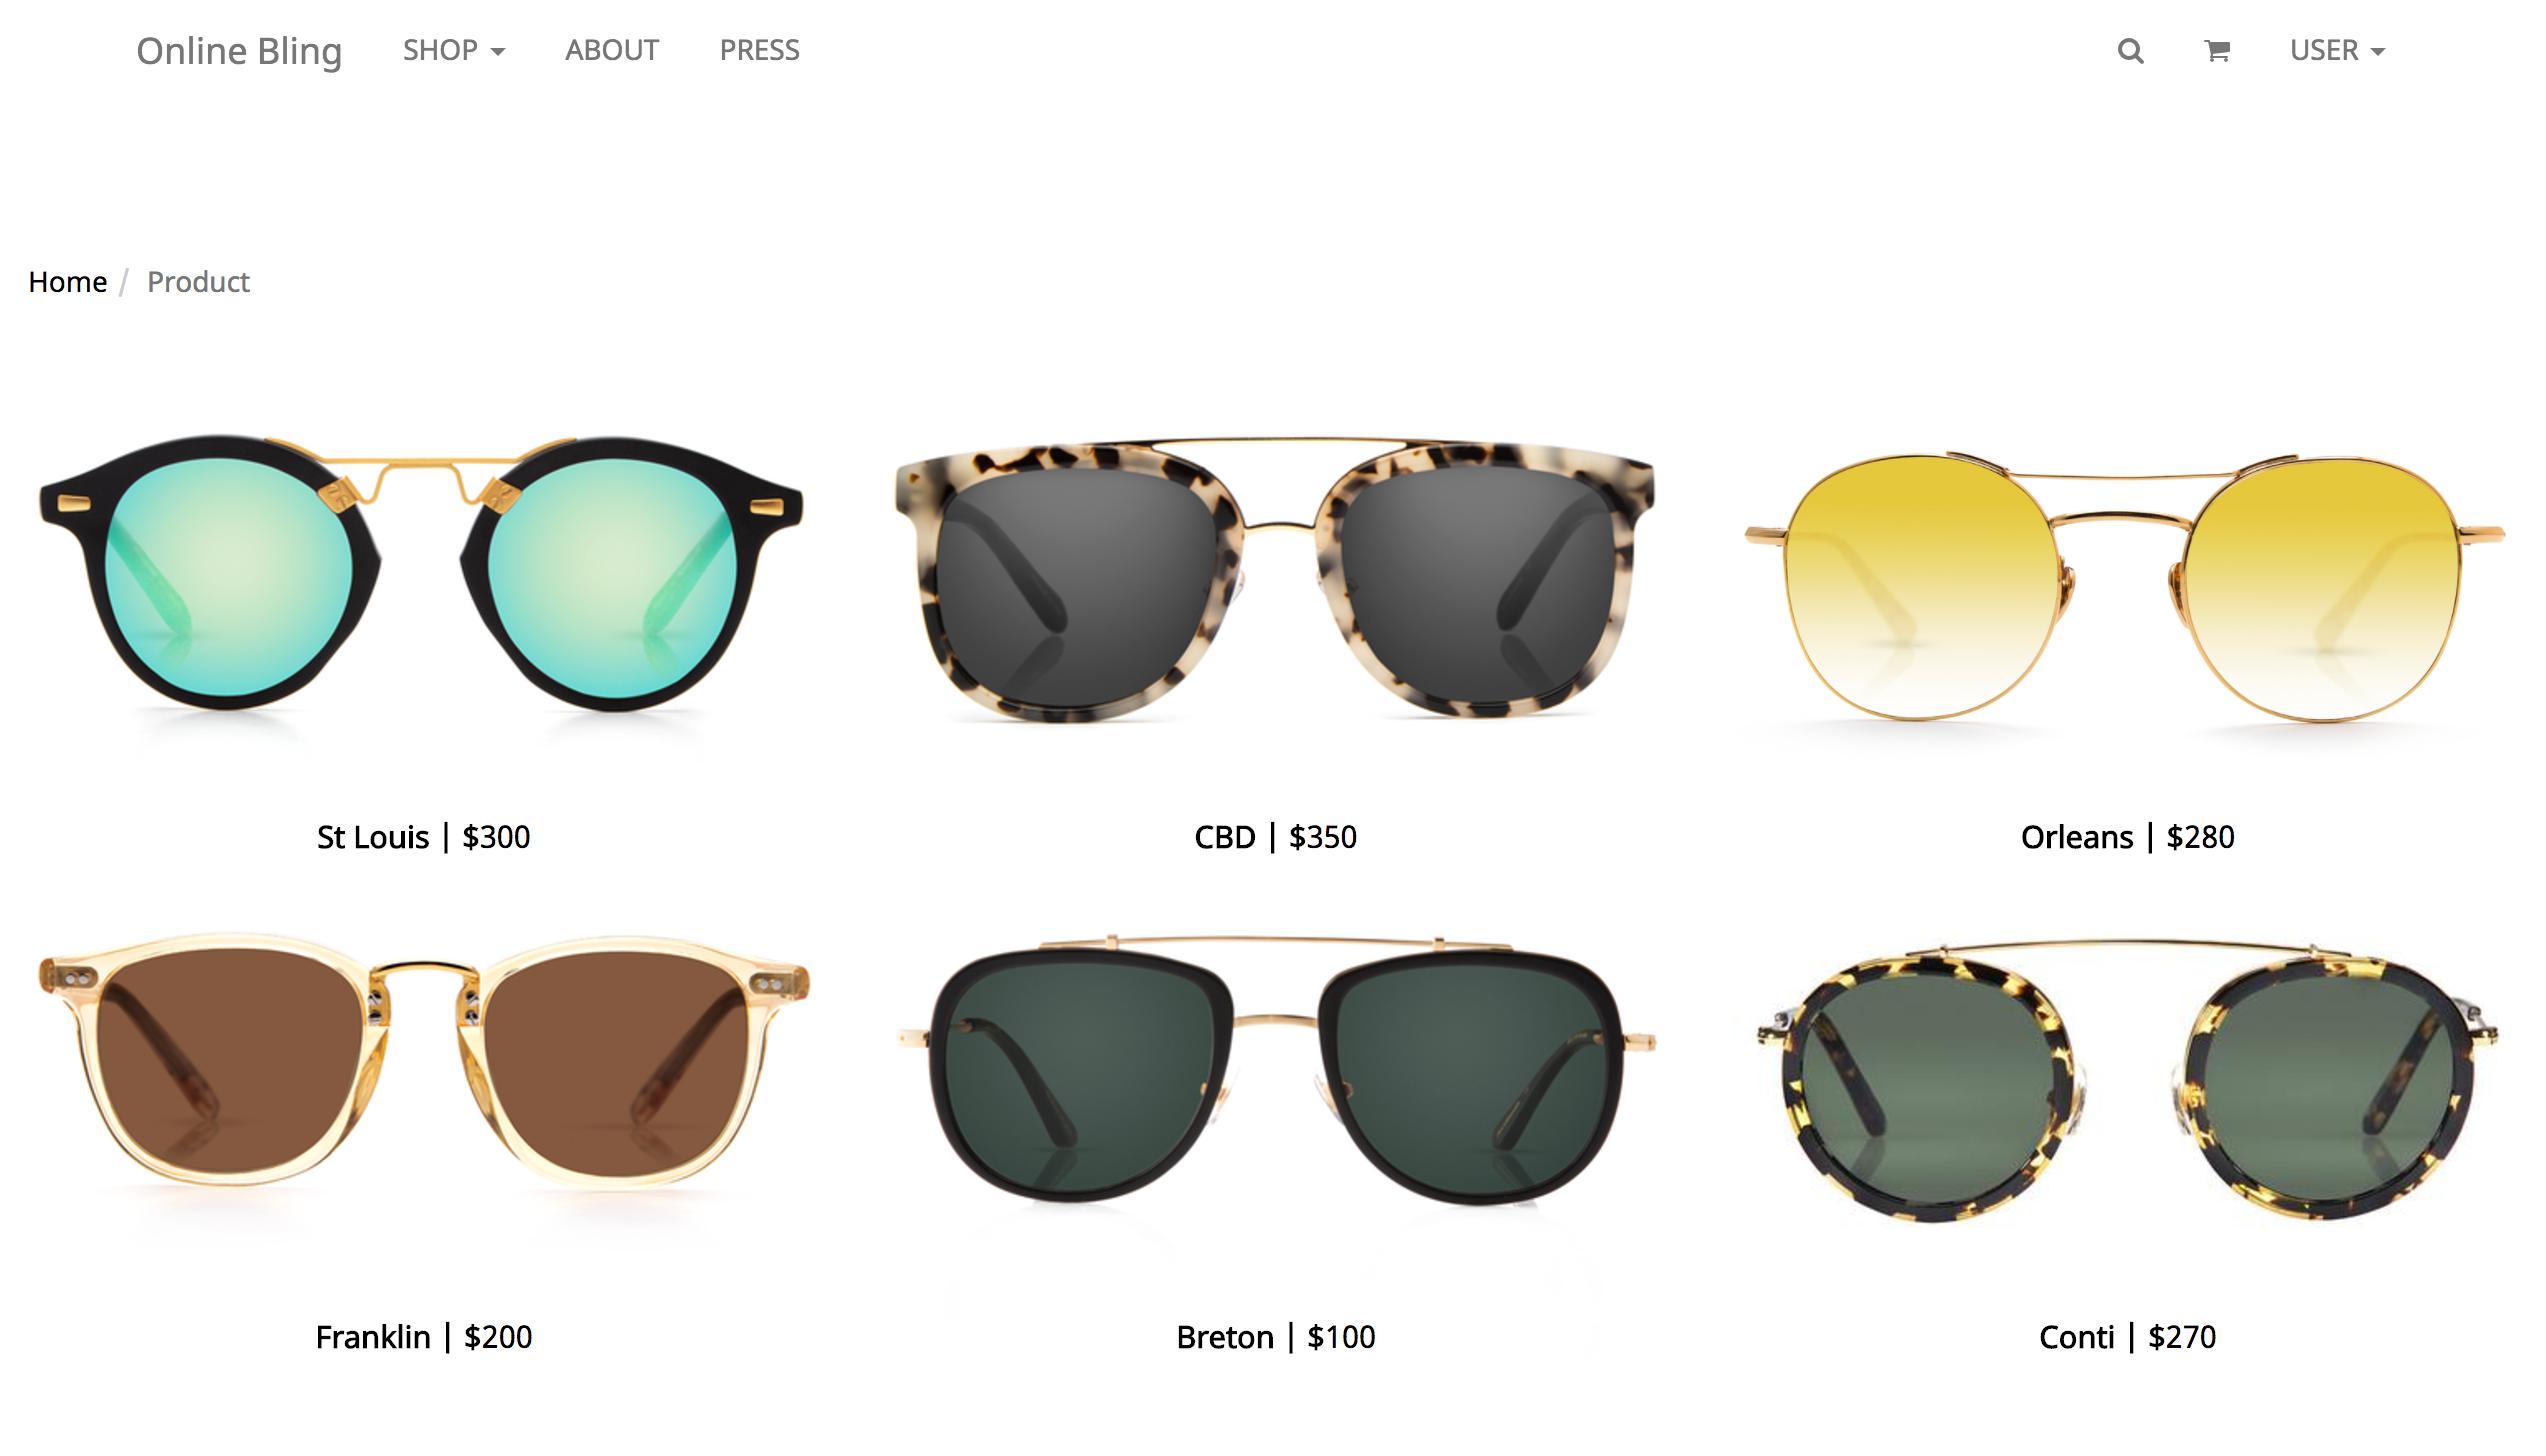 Online Bling SHOP ABOUT PRESS USER
Home / Product
St Louis | $300
CBD | $350
Orleans | $280
Franklin | $200
Breton | $100
Conti | $270